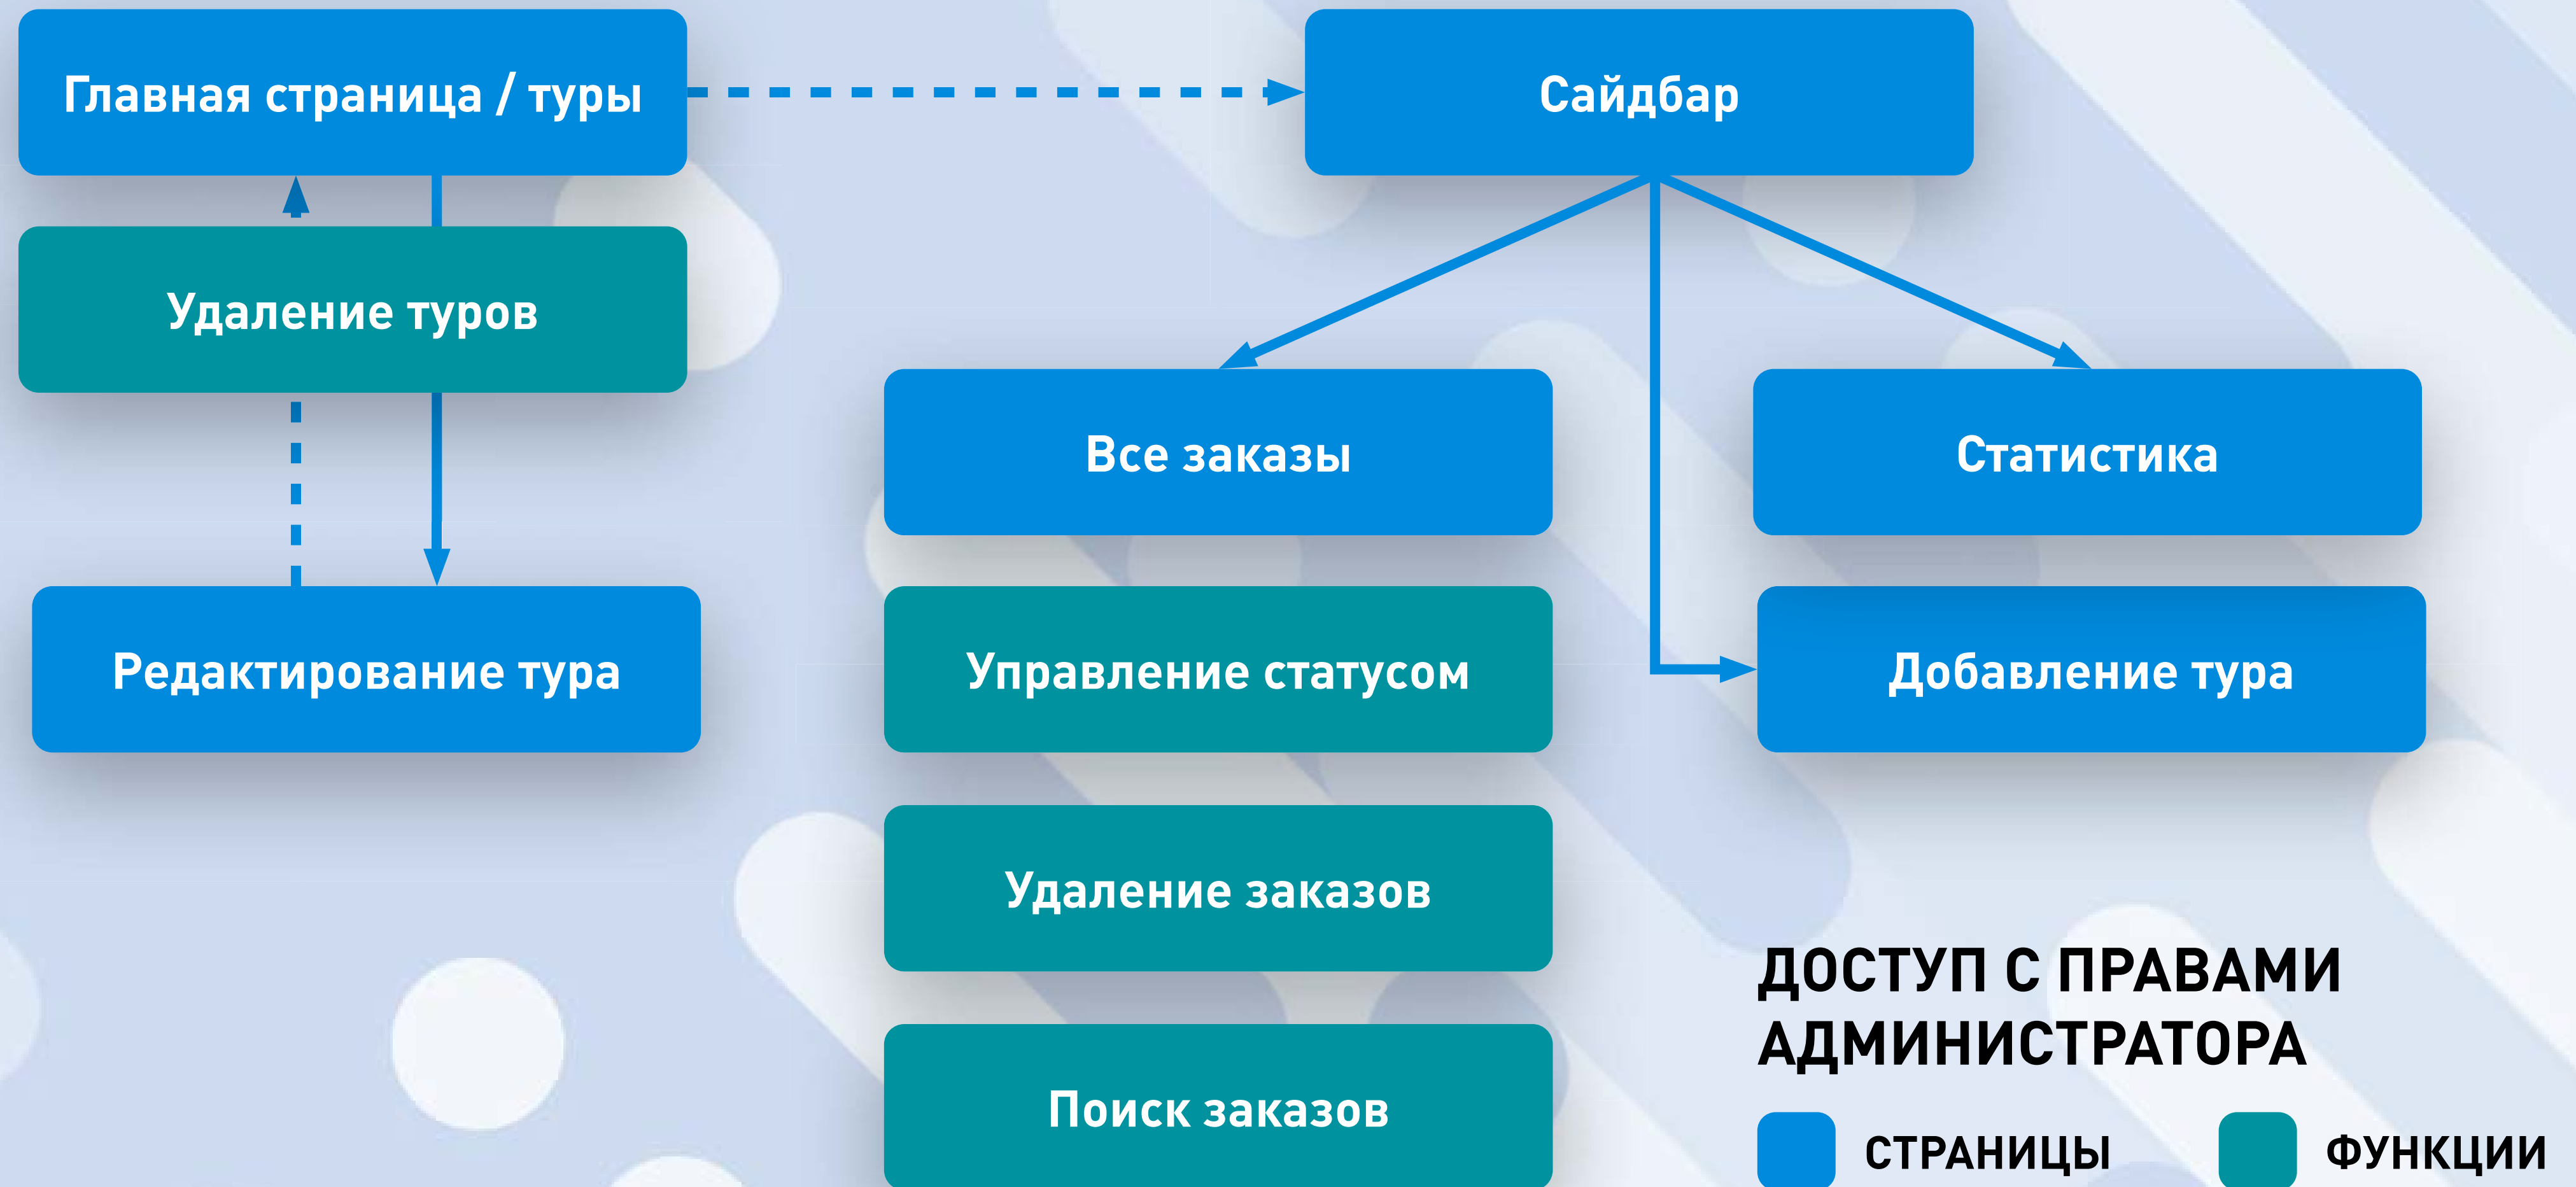 Главная страница / туры
Сайдбар
Удаление туров
Все заказы
Статистика
Редактирование тура
Управление статусом
Добавление тура
Удаление заказов
Поиск заказов
ДОСТУП С ПРАВАМИ
АДМИНИСТРАТОРА
СТРАНИЦЫ
ФУНКЦИИ